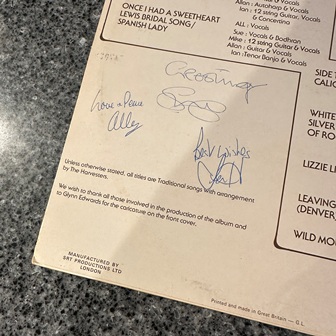 Alan : Autoharp & Vocals
Ian : 12 string Guitar, Vocals
& Concertina
ONCE I HAD A SWEETHEART
LEWIS BRIDAL SONG/
SPANISH LADY
ALL : Vocals
Sue : Vocals & Bodhran
Mike : 12 string Guitar & Vocals
Alan : Guitar & Vocals
Ian : Tenor Banjo & Vocals
Greetings
Love & Peace
Best Wishes
Unless otherwise stated, all titles are Traditional songs with arrangement
by The Harvesters.
We wish to thank all those involved in the production of the album and
to Glynn Edwards for the caricature on the front cover.
MANUFACTURED BY
SRT PRODUCTIONS LTD
LONDON
Printed and made in Great Britain — G.L.
SIDE
CALIC
WHITE
SILVER
OF RO
LIZZIE L
LEAVING
(DENVER
WILD MO